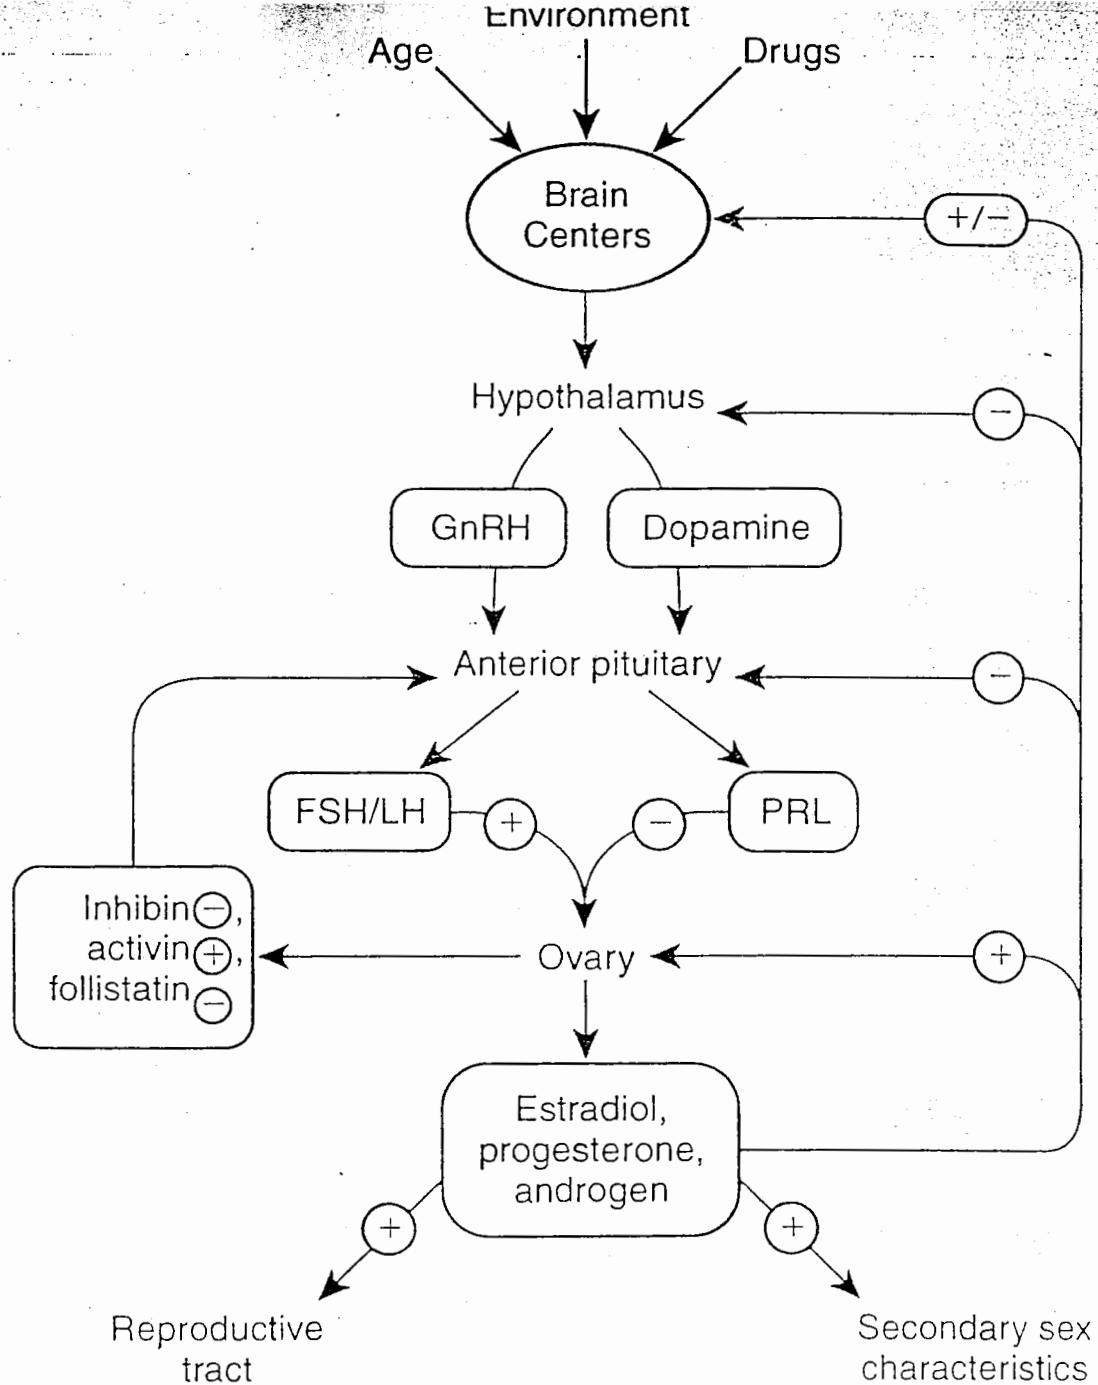 Environment
Age
Drugs
Brain
Centers
+/−
Hypothalamus
−
GnRH
Dopamine
Anterior pituitary
−
FSH/LH
+
−
PRL
Inhibin −,
activin +,
follistatin −
Ovary
+
Estradiol,
progesterone,
androgen
+
+
Reproductive
tract
Secondary sex
characteristics